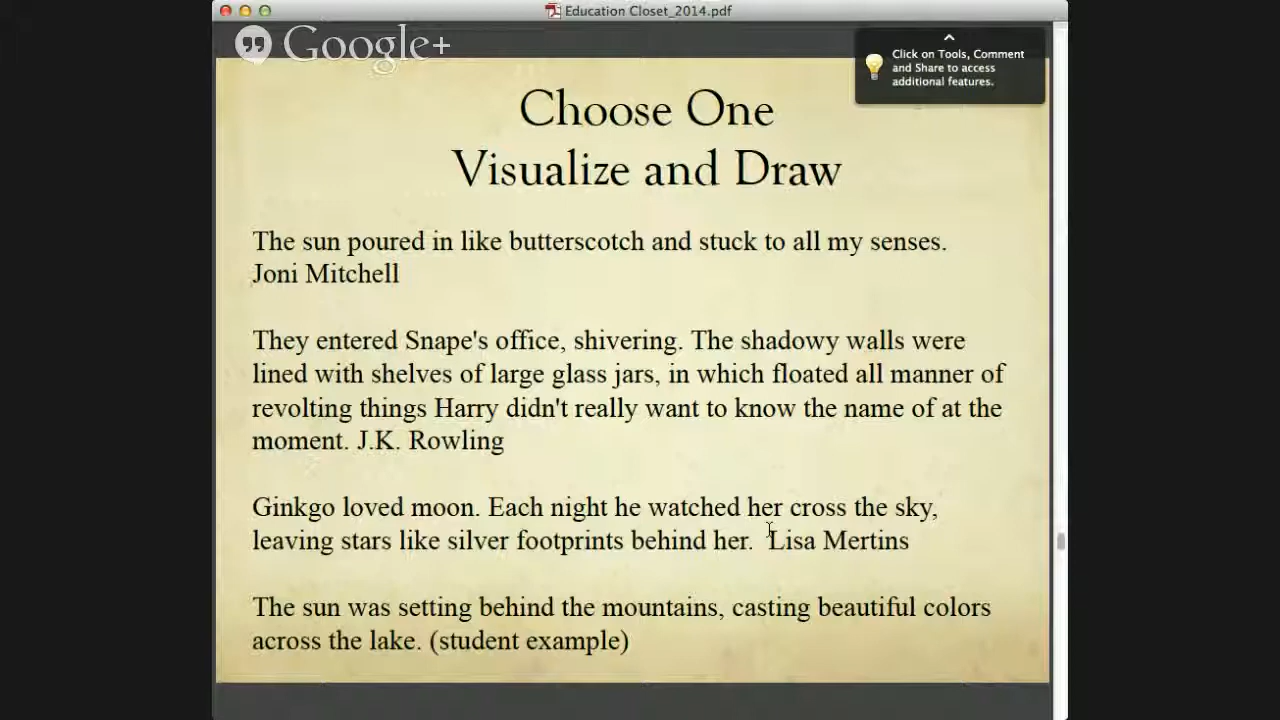 Education Closet_2014.pdf
Google+
Click on Tools, Comment
and Share to access
additional features.
Choose One
Visualize and Draw
The sun poured in like butterscotch and stuck to all my senses.
Joni Mitchell
They entered Snape's office, shivering. The shadowy walls were
lined with shelves of large glass jars, in which floated all manner of
revolting things Harry didn't really want to know the name of at the
moment. J.K. Rowling
Ginkgo loved moon. Each night he watched her cross the sky,
leaving stars like silver footprints behind her. Lisa Mertins
The sun was setting behind the mountains, casting beautiful colors
across the lake. (student example)